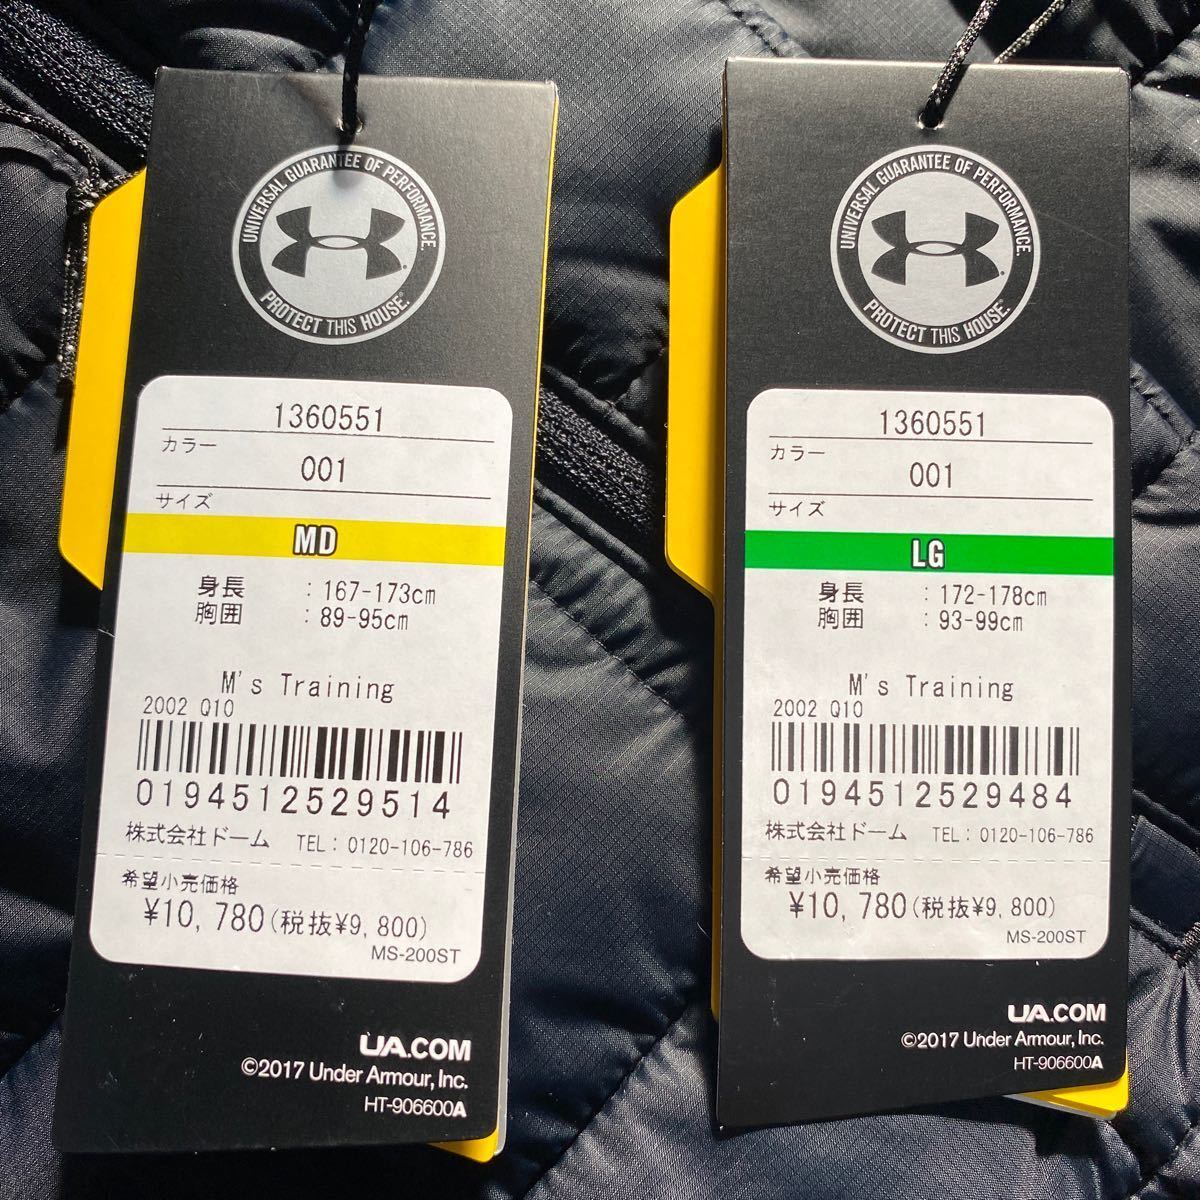 UNIVERSAL GUARANTEE OF PERFORMANCE.
PROTECT THIS HOUSE.®
1360551
カラー
001
サイズ
MD
身長 : 167-173cm
胸囲 : 89-95cm
M's Training
2002 Q10
0194512529514
株式会社ドーム TEL: 0120-106-786
希望小売価格
¥10,780(税抜¥9,800)
MS-200ST
UA.COM
©2017 Under Armour, Inc.
HT-906600A
UNIVERSAL GUARANTEE OF PERFORMANCE.
PROTECT THIS HOUSE.®
1360551
カラー
001
サイズ
LG
身長 : 172-178cm
胸囲 : 93-99cm
M's Training
2002 Q10
0194512529484
株式会社ドーム TEL: 0120-106-786
希望小売価格
¥10,780(税抜¥9,800)
MS-200ST
UA.COM
©2017 Under Armour, Inc.
HT-906600A